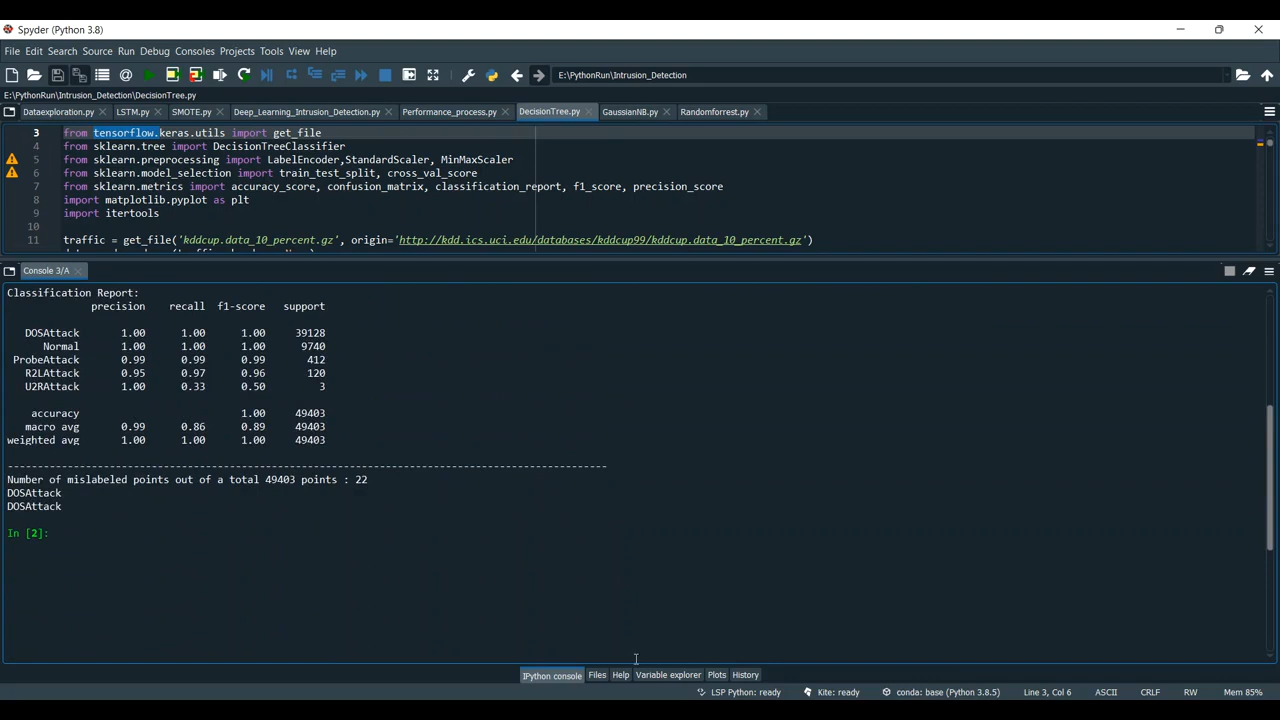 Spyder (Python 3.8)
File Edit Search Source Run Debug Consoles Projects Tools View Help
E:\PythonRun\Intrusion_Detection
E:\PythonRun\Intrusion_Detection\DecisionTree.py
Dataexploration.py LSTM.py SMOTE.py Deep_Learning_Intrusion_Detection.py Performance_process.py DecisionTree.py GaussianNB.py Randomforrest.py
3 from tensorflow.keras.utils import get_file
4 from sklearn.tree import DecisionTreeClassifier
5 from sklearn.preprocessing import LabelEncoder,StandardScaler, MinMaxScaler
6 from sklearn.model_selection import train_test_split, cross_val_score
7 from sklearn.metrics import accuracy_score, confusion_matrix, classification_report, f1_score, precision_score
8 import matplotlib.pyplot as plt
9 import itertools
10
11 traffic = get_file('kddcup.data_10_percent.gz', origin='http://kdd.ics.uci.edu/databases/kddcup99/kddcup.data_10_percent.gz')
Console 3/A
Classification Report:
precision recall f1-score support
DOSAttack 1.00 1.00 1.00 39128
Normal 1.00 1.00 1.00 9740
ProbeAttack 0.99 0.99 0.99 412
R2LAttack 0.95 0.97 0.96 120
U2RAttack 1.00 0.33 0.50 3
accuracy 1.00 49403
macro avg 0.99 0.86 0.89 49403
weighted avg 1.00 1.00 1.00 49403
----------------------------------------------------------------------------------------------------
Number of mislabeled points out of a total 49403 points : 22
DOSAttack
DOSAttack
In [2]:
IPython console Files Help Variable explorer Plots History
LSP Python: ready Kite: ready conda: base (Python 3.8.5) Line 3, Col 6 ASCII CRLF RW Mem 85%